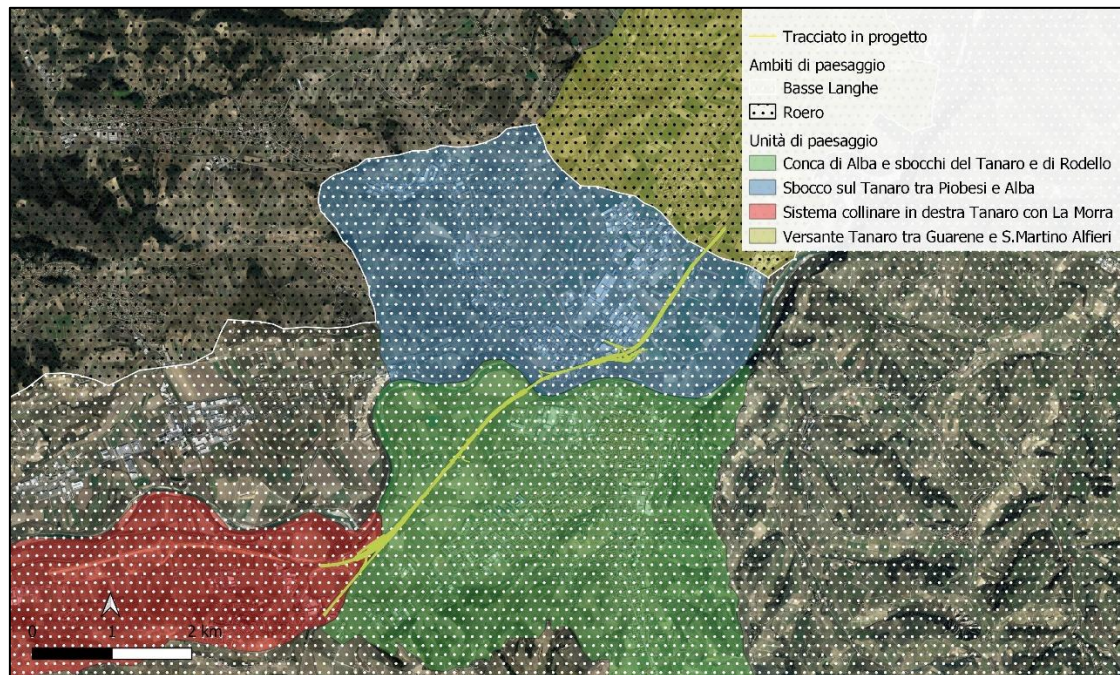 Tracciato in progetto
Ambiti di paesaggio
Basse Langhe
Roero
Unità di paesaggio
Conca di Alba e sbocchi del Tanaro e di Rodello
Sbocco sul Tanaro tra Piobesi e Alba
Sistema collinare in destra Tanaro con La Morra
Versante Tanaro tra Guarene e S.Martino Alfieri
0 1 2 km